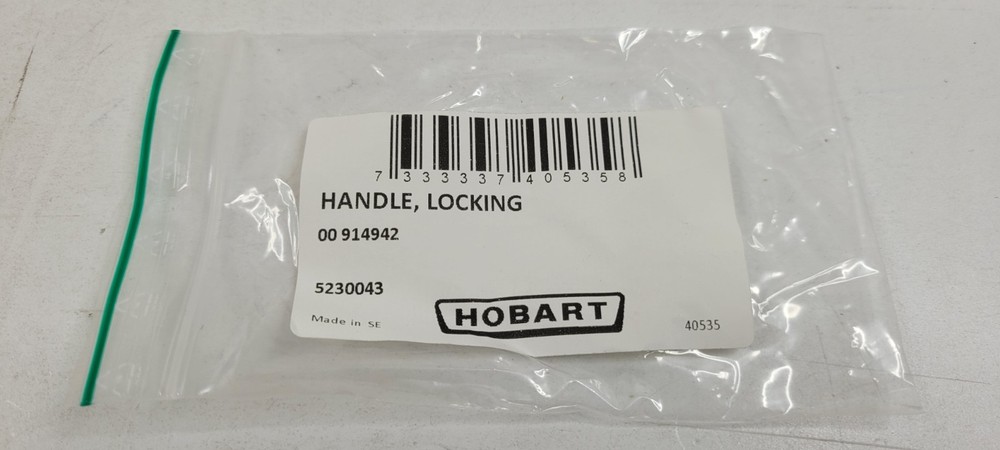 7 333337 405358
HANDLE, LOCKING
00 914942
5230043
Made in SE
HOBART
40535